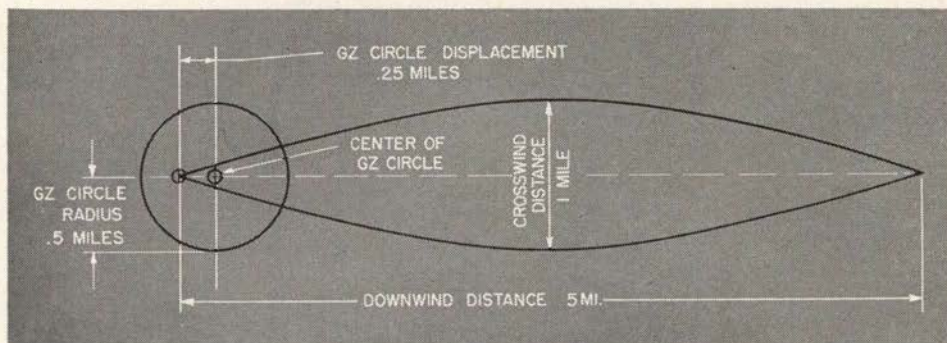 GZ CIRCLE DISPLACEMENT
.25 MILES
CENTER OF
GZ CIRCLE
GZ CIRCLE
RADIUS
.5 MILES
CROSSWIND
DISTANCE
1 MILE
DOWNWIND DISTANCE 5 MI.